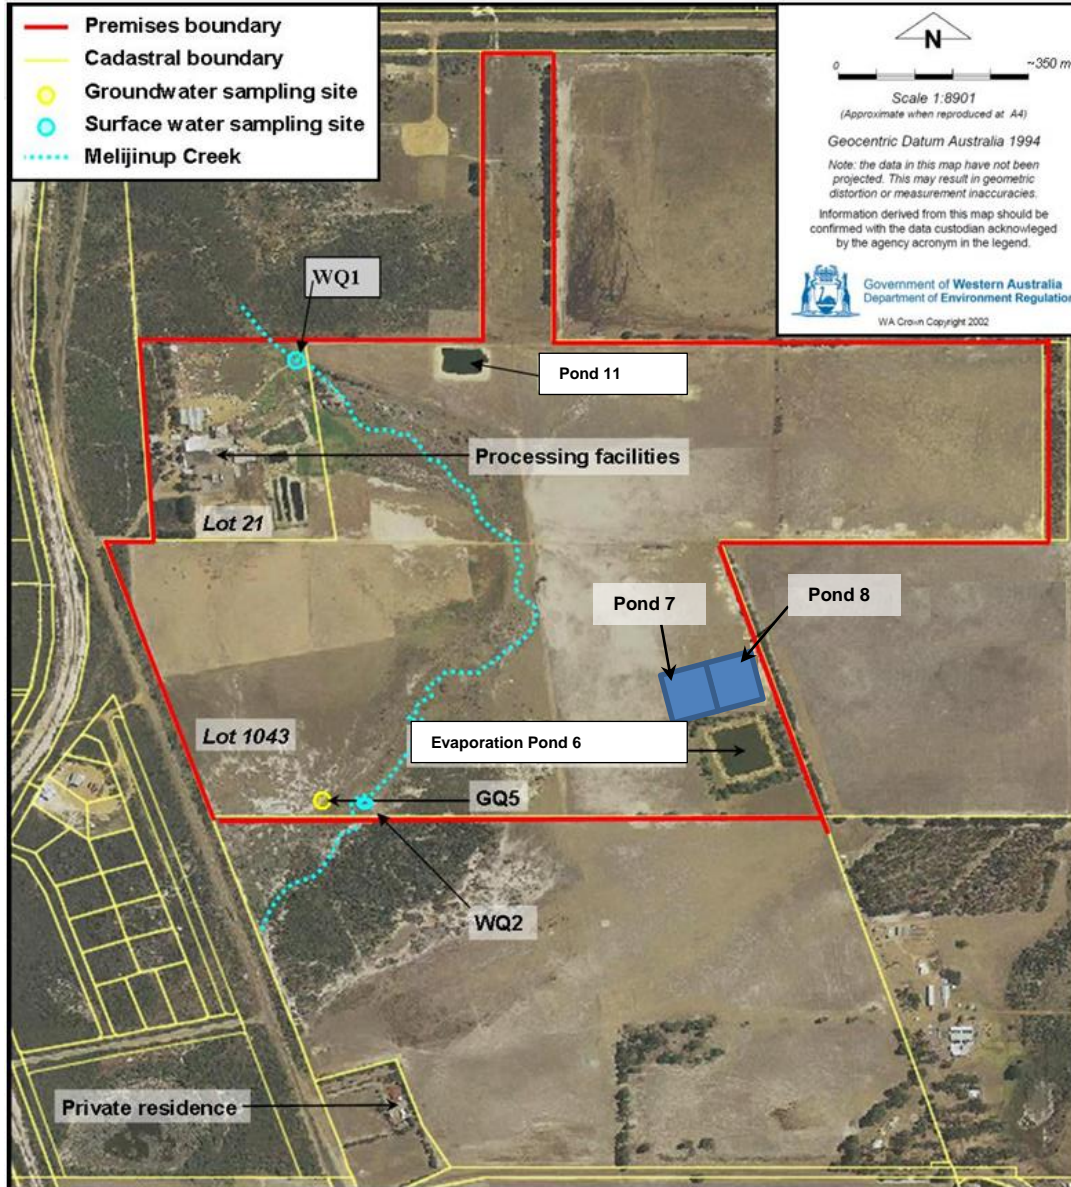 Premises boundary
Cadastral boundary
Groundwater sampling site
Surface water sampling site
Melijinup Creek
N
0
~350 m
Scale 1:8901
(Approximate when reproduced at A4)
Geocentric Datum Australia 1994
Note: the data in this map have not been
projected. This may result in geometric
distortion or measurement inaccuracies.
Information derived from this map should be
confirmed with the data custodian acknowleged
by the agency acronym in the legend.
Government of Western Australia
Department of Environment Regulation
WA Crown Copyright 2002
WQ1
Pond 11
Processing facilities
Lot 21
Pond 7
Pond 8
Lot 1043
Evaporation Pond 6
GQ5
WQ2
Private residence